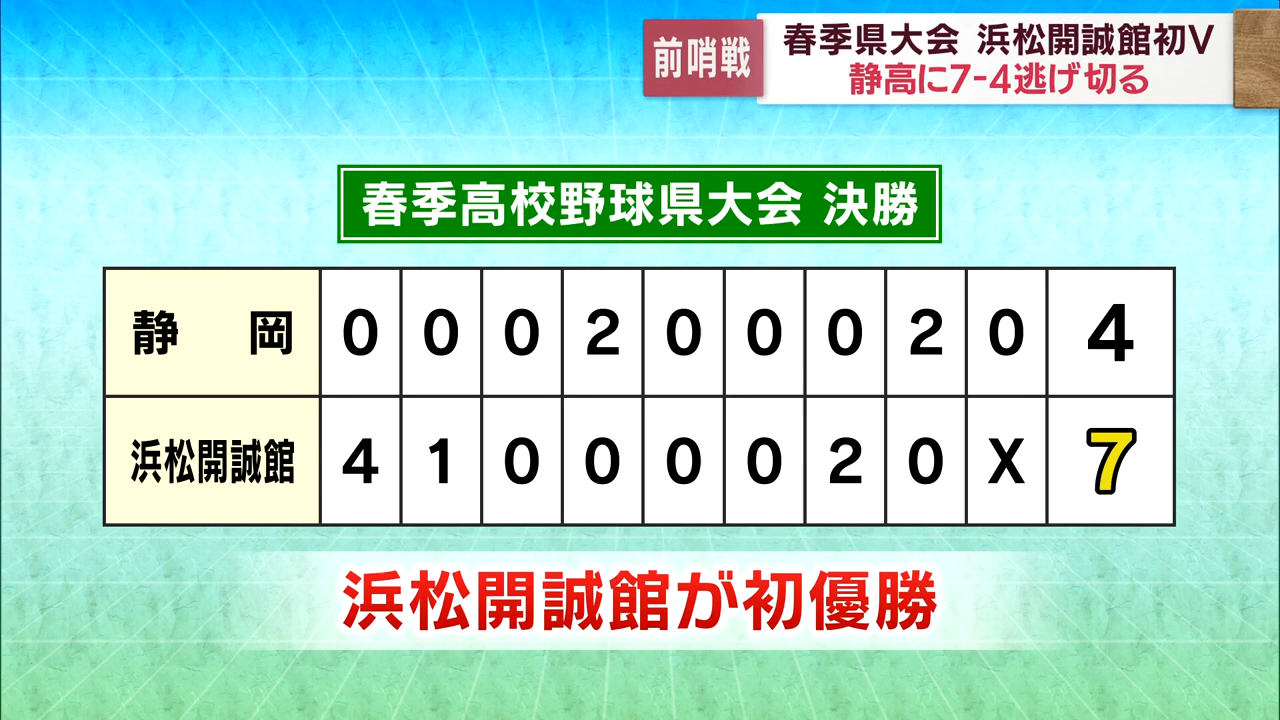 前哨戦
春季県大会 浜松開誠館初V
静高に7-4逃げ切る
春季高校野球県大会 決勝
静岡 0 0 0 2 0 0 0 2 0 4
浜松開誠館 4 1 0 0 0 0 2 0 X 7
浜松開誠館が初優勝